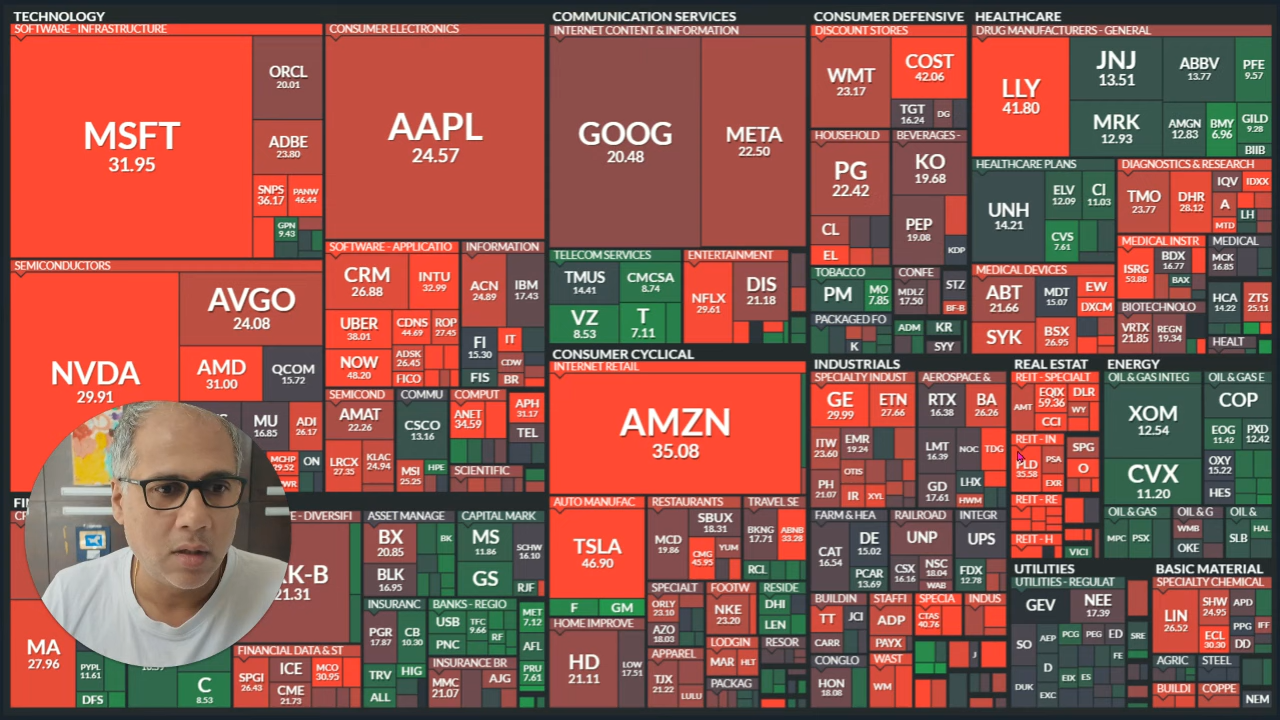 TECHNOLOGY
SOFTWARE - INFRASTRUCTURE
MSFT
31.95
ORCL
20.01
ADBE
23.80
SNPS
36.17
PANW
46.44
GPN
9.43
CONSUMER ELECTRONICS
AAPL
24.57
SEMICONDUCTORS
NVDA
29.91
AVGO
24.08
AMD
31.00
QCOM
15.72
MU
16.85
ADI
26.17
MCHP
ON
SOFTWARE - APPLICATIO
CRM
26.88
INTU
32.99
UBER
38.01
CDNS
44.69
ROP
27.45
NOW
48.20
ADSK
26.45
FICO
INFORMATION
ACN
24.89
IBM
17.43
FI
15.30
IT
CDW
FIS
BR
SEMICOND
AMAT
22.26
LRCX
27.35
KLAC
24.94
COMMU
CSCO
13.16
MSI
25.25
HPE
COMPUT
ANET
34.59
APH
31.17
TEL
SCIENTIFIC
COMMUNICATION SERVICES
INTERNET CONTENT & INFORMATION
GOOG
20.48
META
22.50
TELECOM SERVICES
TMUS
14.41
CMCSA
8.74
VZ
8.53
T
7.11
ENTERTAINMENT
NFLX
29.61
DIS
21.18
CONSUMER CYCLICAL
INTERNET RETAIL
AMZN
35.08
AUTO MANUFAC
TSLA
46.90
F
GM
HOME IMPROVE
HD
21.11
LOW
17.51
RESTAURANTS
MCD
19.86
SBUX
18.31
CMG
45.95
YUM
TRAVEL SE
BKNG
17.71
ABNB
33.28
RCL
SPECIALT
ORLY
23.10
AZO
18.03
FOOTW
NKE
23.20
RESIDE
DHI
LEN
APPAREL
TJX
21.22
LULU
LODGIN
MAR
HLT
RESOR
PACKAG
CONSUMER DEFENSIVE
DISCOUNT STORES
WMT
23.17
COST
42.06
TGT
16.24
DG
HOUSEHOLD
PG
22.42
CL
EL
BEVERAGES -
KO
19.68
PEP
19.08
KDP
TOBACCO
PM
MO
7.85
CONFE
MDLZ
17.50
STZ
BF-B
PACKAGED FO
K
ADM
KR
SYY
HEALTHCARE
DRUG MANUFACTURERS - GENERAL
LLY
41.80
JNJ
13.51
ABBV
13.77
PFE
9.57
MRK
12.93
AMGN
12.83
BMY
6.96
GILD
9.28
BIIB
HEALTHCARE PLANS
UNH
14.21
ELV
12.09
CI
11.03
CVS
7.61
DIAGNOSTICS & RESEARCH
TMO
23.77
DHR
28.12
IQV
IDXX
A
LH
MTD
MEDICAL DEVICES
ABT
21.66
MDT
15.07
EW
DXCM
SYK
BSX
26.95
MEDICAL INSTR
ISRG
53.88
BDX
16.77
BAX
MEDICAL
MCK
16.85
BIOTECHNOLO
VRTX
21.85
REGN
19.34
HCA
14.22
ZTS
25.11
HEALT
INDUSTRIALS
SPECIALTY INDUST
GE
29.99
ETN
27.66
ITW
23.60
EMR
19.24
OTIS
PH
21.07
IR
XYL
AEROSPACE &
RTX
16.38
BA
26.26
LMT
16.39
NOC
TDG
GD
17.61
LHX
HWM
FARM & HEA
CAT
16.54
DE
15.02
PCAR
13.69
RAILROAD
UNP
CSX
16.16
NSC
18.04
WAB
INTEGR
UPS
FDX
12.78
BUILDIN
TT
JCI
CARR
STAFFI
ADP
PAYX
SPECIA
CTAS
40.76
INDUS
J
CONGLO
HON
18.08
WAST
WM
REAL ESTAT
REIT - SPECIALT
AMT
EQIX
59.36
DLR
WY
CCI
REIT - IN
PLD
35.58
PSA
EXR
SPG
O
REIT - RE
REIT - H
VICI
ENERGY
OIL & GAS INTEG
XOM
12.54
CVX
11.20
OIL & GAS E
COP
EOG
11.42
PXD
12.42
OXY
15.22
HES
OIL & GAS
MPC
PSX
OIL & G
WMB
OKE
OIL &
SLB
HAL
UTILITIES
UTILITIES - REGULAT
GEV
NEE
17.39
SO
AEP
PCG
PEG
ED
SRE
D
FE
DUK
EXC
EIX
ES
BASIC MATERIAL
SPECIALTY CHEMICAL
LIN
26.52
SHW
24.95
APD
ECL
30.30
PPG
IFF
DD
AGRIC
STEEL
BUILDI
COPPE
NEM
MA
27.96
PYPL
11.61
DFS
C
8.53
- DIVERSIFI
K-B
21.31
FINANCIAL DATA & ST
SPGI
26.43
ICE
MCO
30.95
CME
21.73
ASSET MANAGE
BX
20.85
BK
BLK
16.95
CAPITAL MARK
MS
11.86
SCHW
16.10
GS
RJF
INSURANC
PGR
17.87
CB
10.30
TRV
HIG
ALL
BANKS - REGIO
USB
TFC
9.66
RF
PNC
MET
7.12
AFL
PRU
7.61
INSURANCE BR
MMC
21.07
AJG